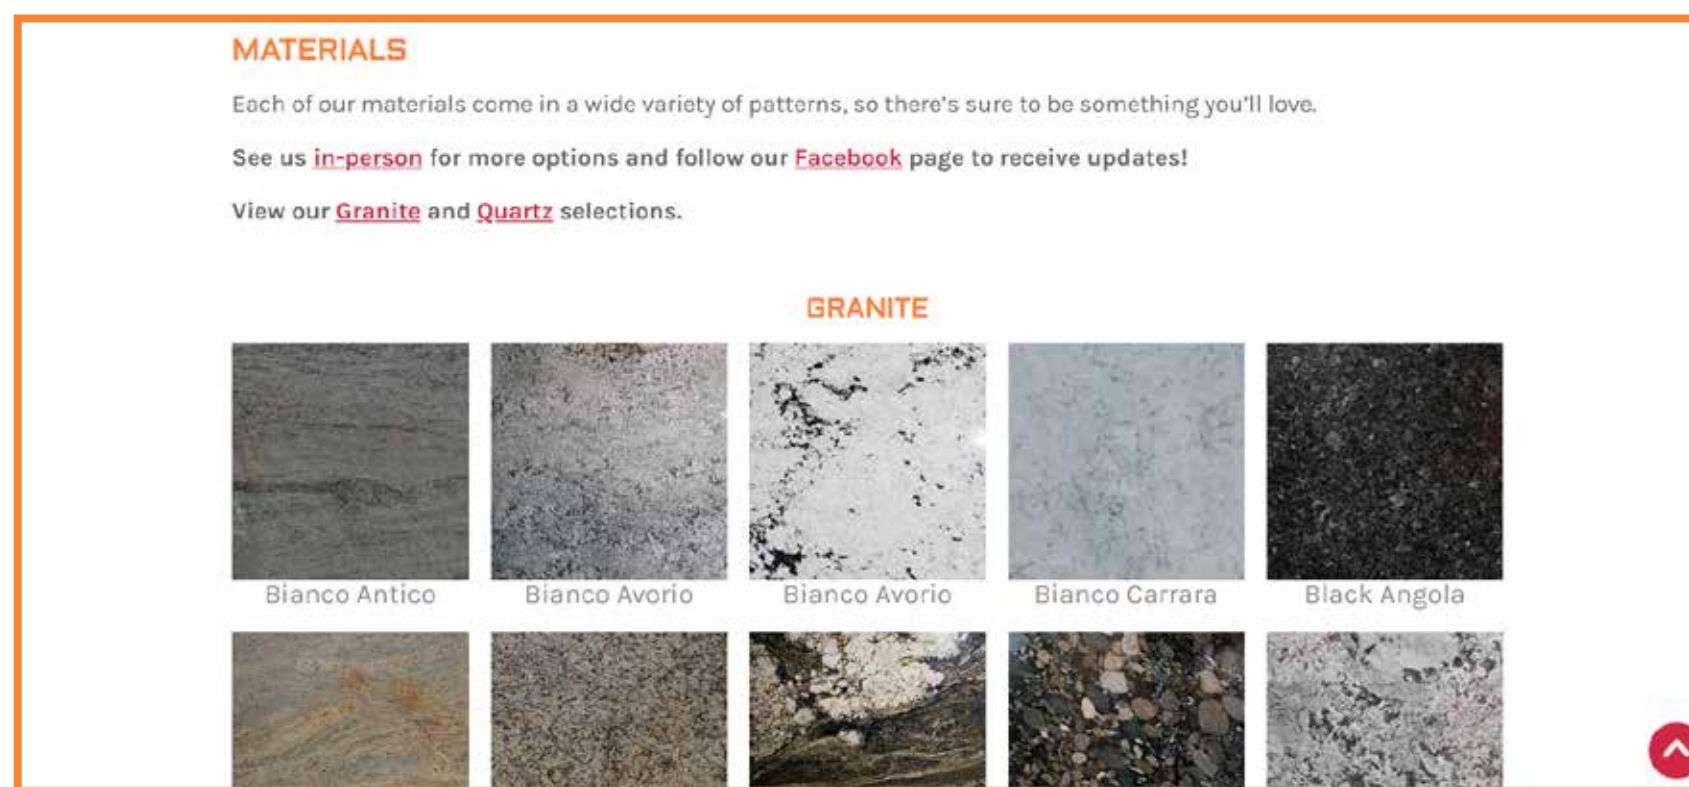 MATERIALS
Each of our materials come in a wide variety of patterns, so there's sure to be something you'll love.
See us in-person for more options and follow our Facebook page to receive updates!
View our Granite and Quartz selections.
GRANITE
Bianco Antico
Bianco Avorio
Bianco Avorio
Bianco Carrara
Black Angola